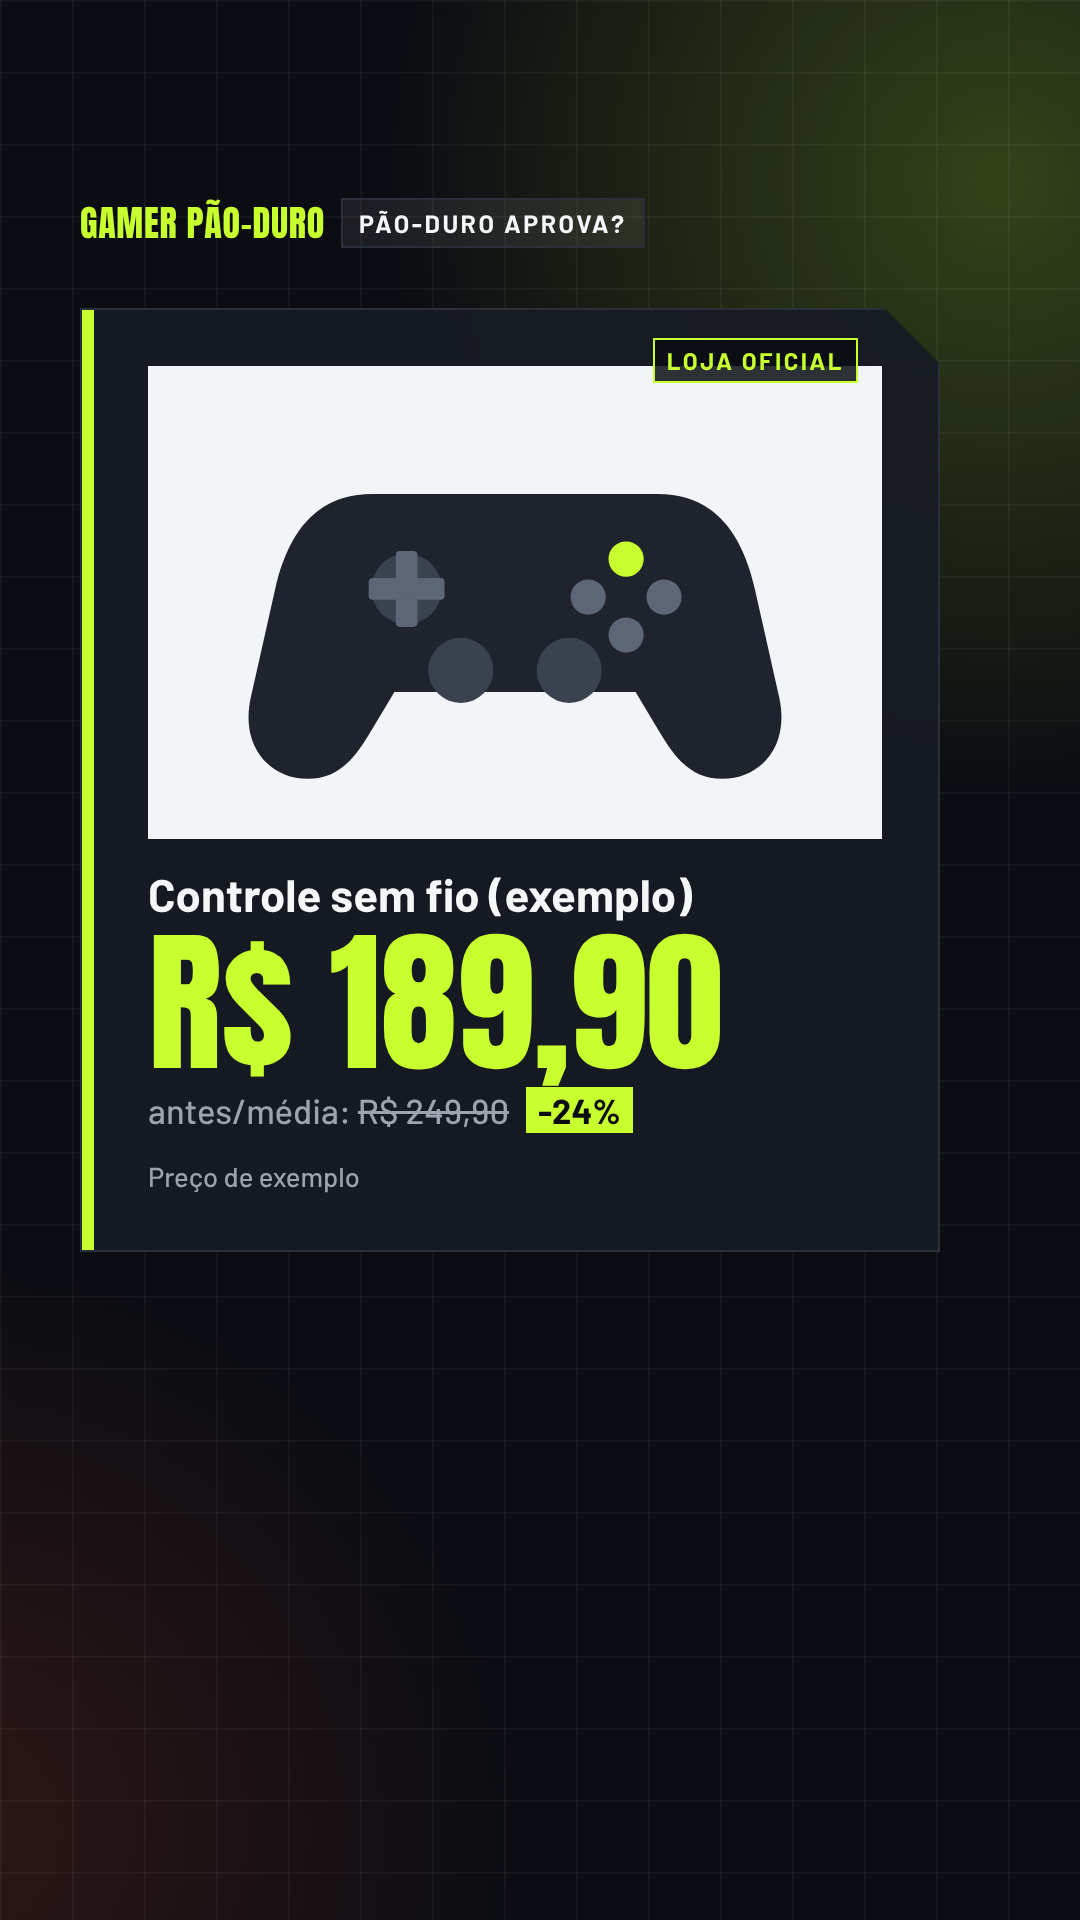 GAMER PÃO-DURO PÃO-DURO APROVA?
LOJA OFICIAL
Controle sem fio (exemplo)
R$ 189,90
antes/média: R$ 249,90 -24%
Preço de exemplo